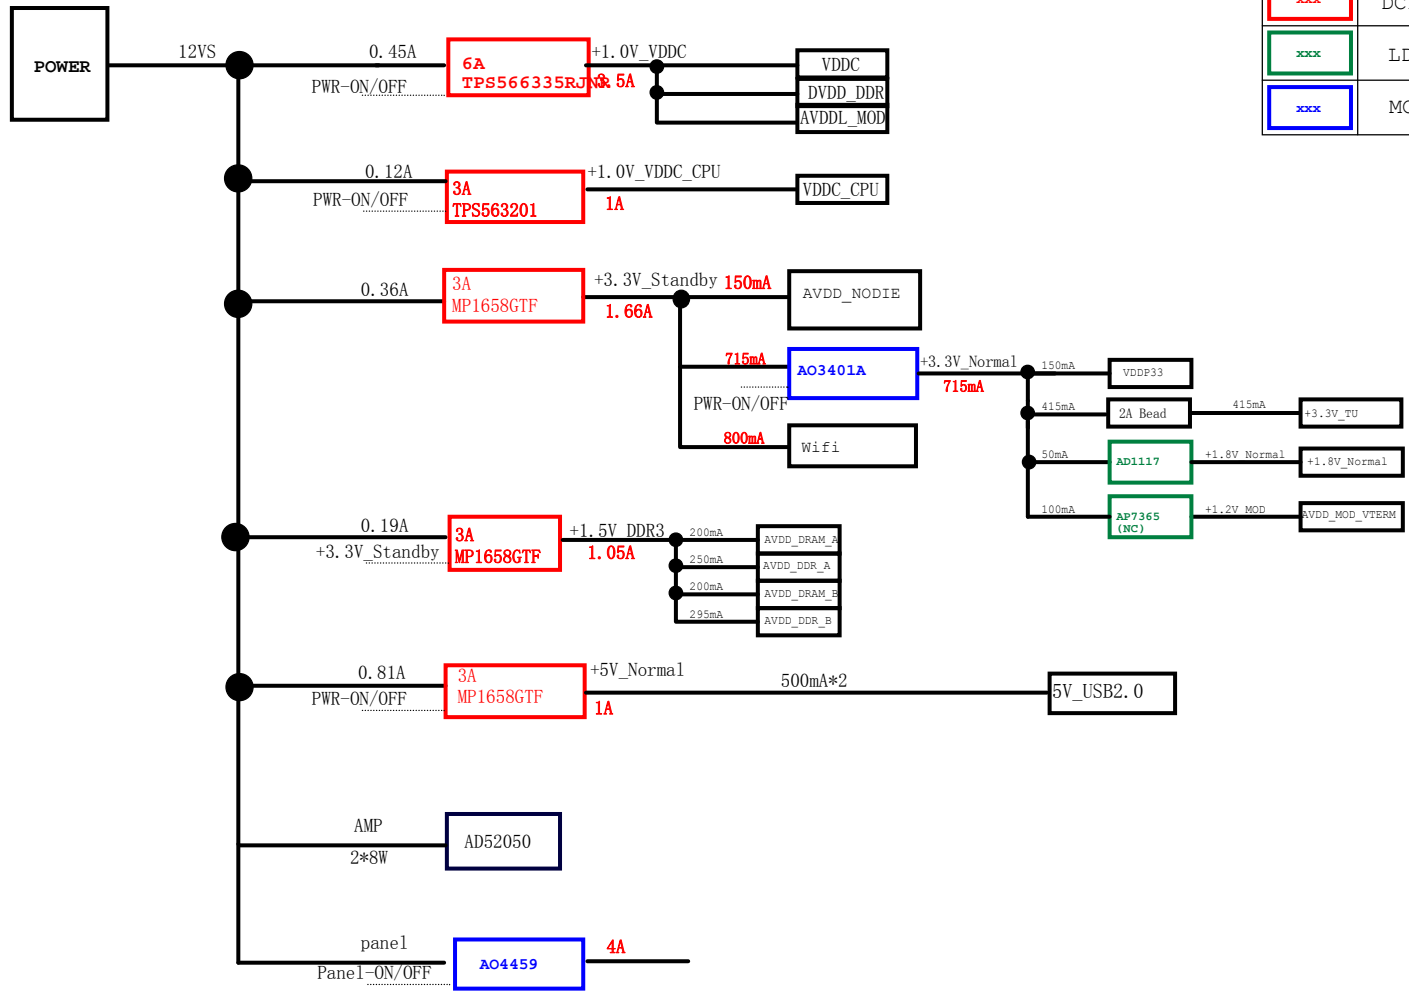 POWER
12VS
0.45A
PWR-ON/OFF
6A
TPS566335RJNR
+1.0V_VDDC
3.5A
VDDC
DVDD_DDR
AVDDL_MOD
xxx
xxx
xxx
0.12A
PWR-ON/OFF
3A
TPS563201
+1.0V_VDDC_CPU
1A
VDDC_CPU
0.36A
3A
MP1658GTF
+3.3V_Standby
1.66A
150mA
AVDD_NODIE
715mA
PWR-ON/OFF
AO3401A
+3.3V_Normal
715mA
800mA
Wifi
150mA
VDDP33
415mA
2A Bead
415mA
+3.3V_TU
50mA
AD1117
+1.8V Normal
+1.8V_Normal
100mA
AP7365
(NC)
+1.2V MOD
AVDD_MOD_VTERM
0.19A
+3.3V_Standby
3A
MP1658GTF
+1.5V_DDR3
1.05A
200mA
AVDD_DRAM_A
250mA
AVDD_DDR_A
200mA
AVDD_DRAM_B
295mA
AVDD_DDR_B
0.81A
PWR-ON/OFF
3A
MP1658GTF
+5V_Normal
1A
500mA*2
5V_USB2.0
AMP
2*8W
AD52050
panel
Panel-ON/OFF
AO4459
4A